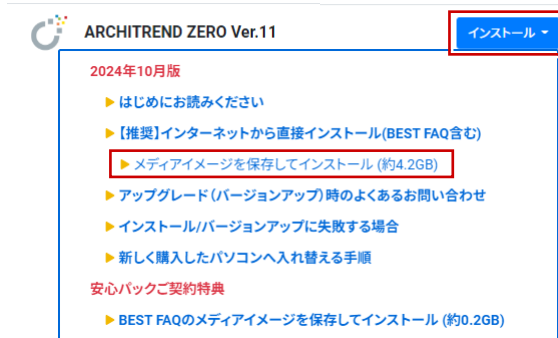 ARCHITREND ZERO Ver.11
インストール
2024年10月版
はじめにお読みください
【推奨】インターネットから直接インストール(BEST FAQ含む)
メディアイメージを保存してインストール (約4.2GB)
アップグレード(バージョンアップ)時のよくあるお問い合わせ
インストール/バージョンアップに失敗する場合
新しく購入したパソコンへ入れ替える手順
安心パックご契約特典
BEST FAQのメディアイメージを保存してインストール (約0.2GB)